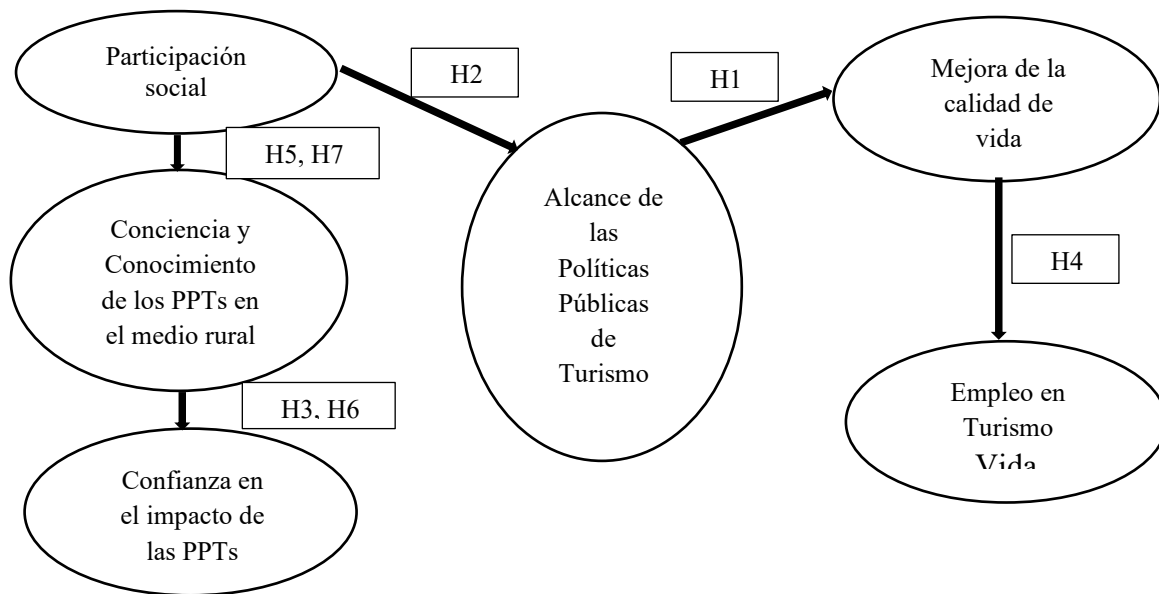 Participación
social
H2
H1
Mejora de la
calidad de
vida
H5, H7
Conciencia y
Conocimiento
de los PPTs en
el medio rural
Alcance de
las
Políticas
Públicas
de
Turismo
H4
H3, H6
Empleo en
Turismo
Vida
Confianza en
el impacto de
las PPTs